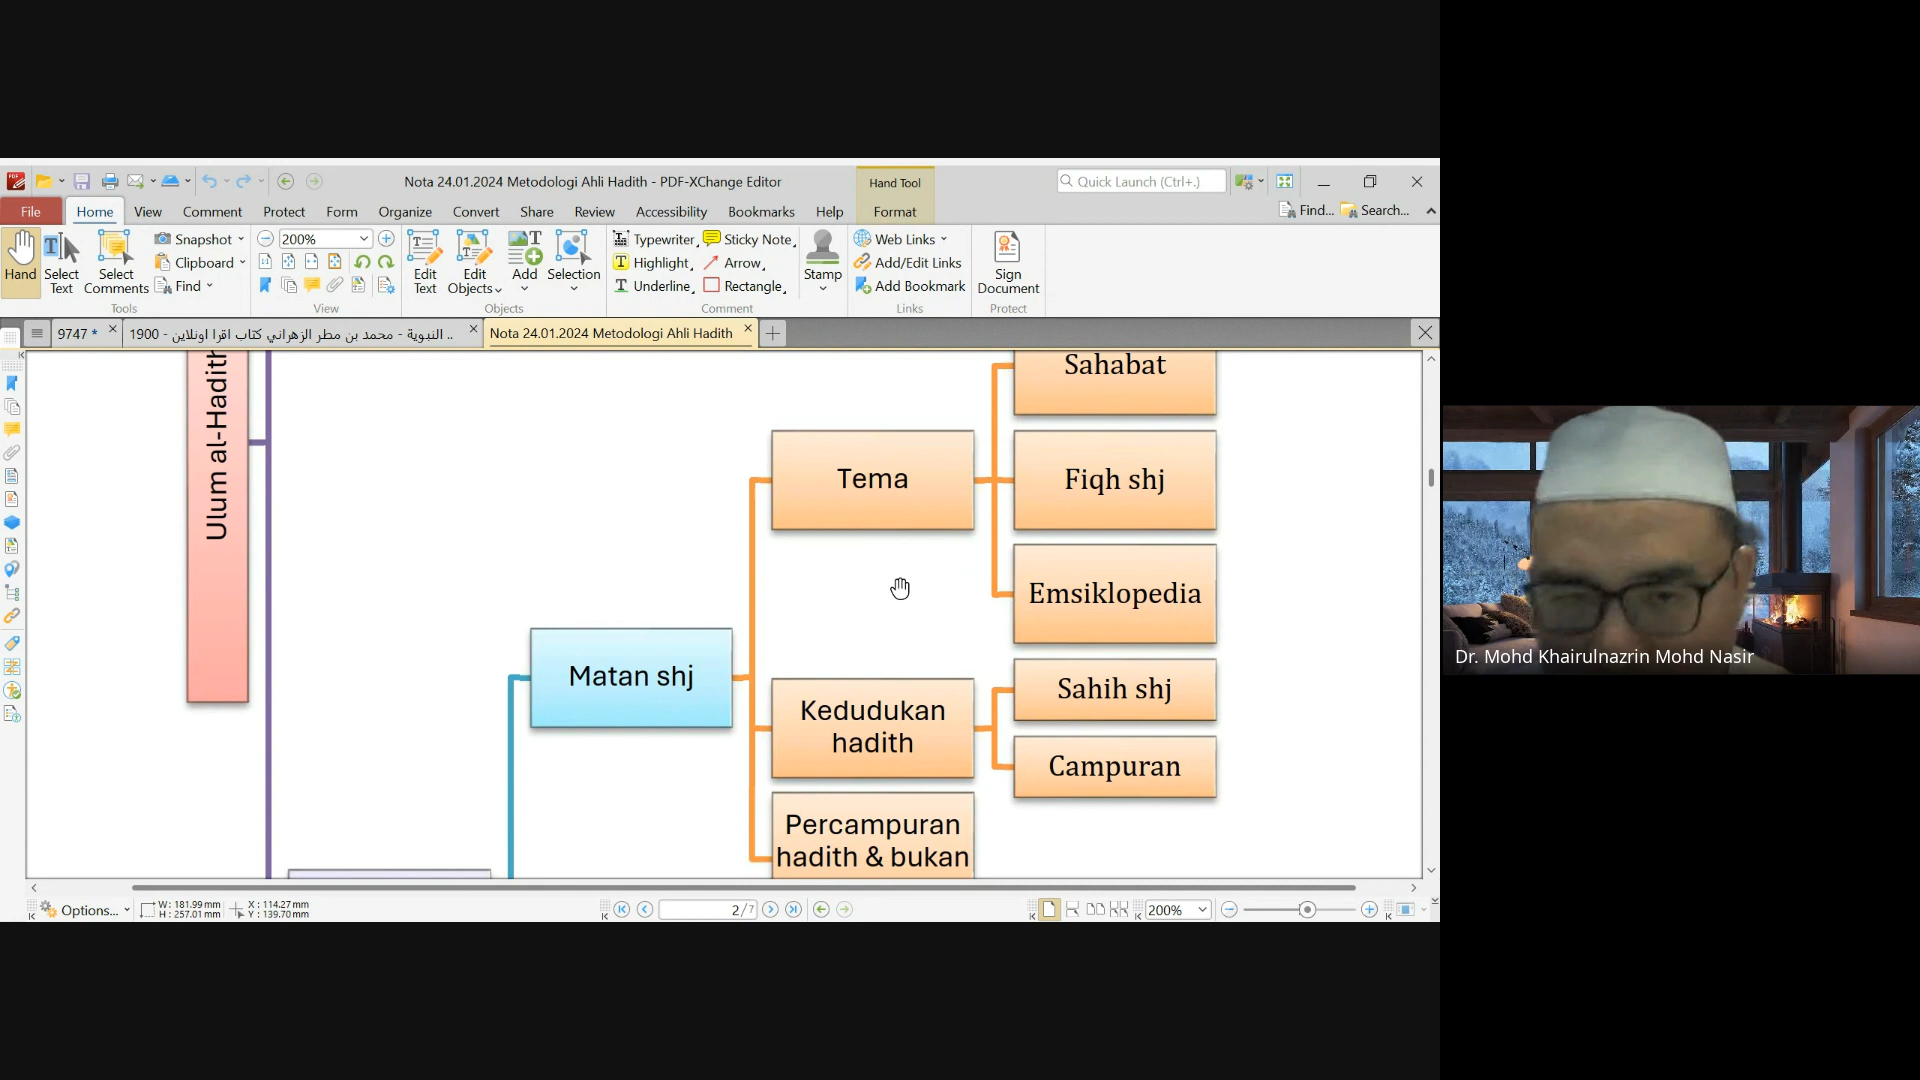 Nota 24.01.2024 Metodologi Ahli Hadith - PDF-XChange Editor
Hand Tool
Quick Launch (Ctrl+.)
File
Home
View
Comment
Protect
Form
Organize
Convert
Share
Review
Accessibility
Bookmarks
Help
Format
Find...
Search...
Hand
Select Text
Select Comments
Snapshot
Clipboard
Find
Tools
200%
View
Edit Text
Edit Objects
Add
Selection
Objects
Typewriter
Highlight
Underline
Sticky Note
Arrow
Rectangle
Comment
Stamp
Web Links
Add/Edit Links
Add Bookmark
Links
Sign Document
Protect
9747 *
النبوية - محمد بن مطر الزهراني كتاب اقرا اونلاين - 1900 ..
Nota 24.01.2024 Metodologi Ahli Hadith
Ulum al-Hadith
Sahabat
Tema
Fiqh shj
Emsiklopedia
Matan shj
Kedudukan
hadith
Sahih shj
Campuran
Percampuran
hadith & bukan
Dr. Mohd Khairulnazrin Mohd Nasir
Options...
W: 181.99 mm
H: 257.01 mm
X: 114.27 mm
Y: 139.70 mm
2/7
200%